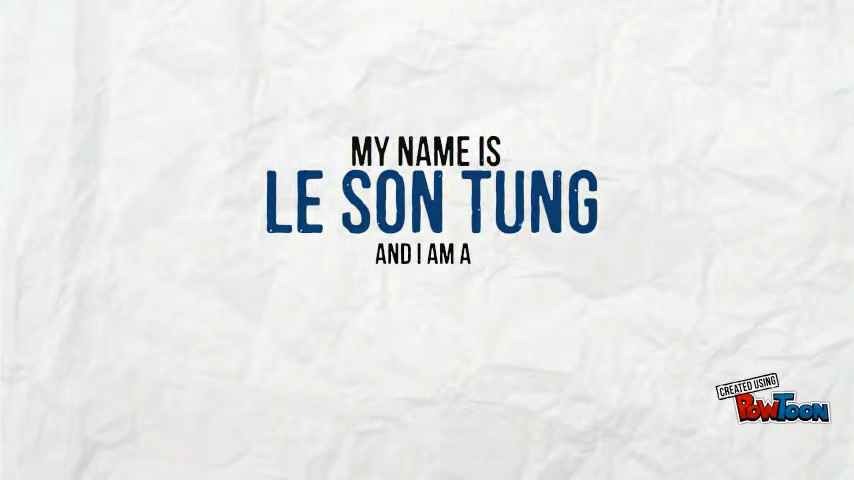 MY NAME IS
LE SON TUNG
AND I AM A
CREATED USING
POWTOON